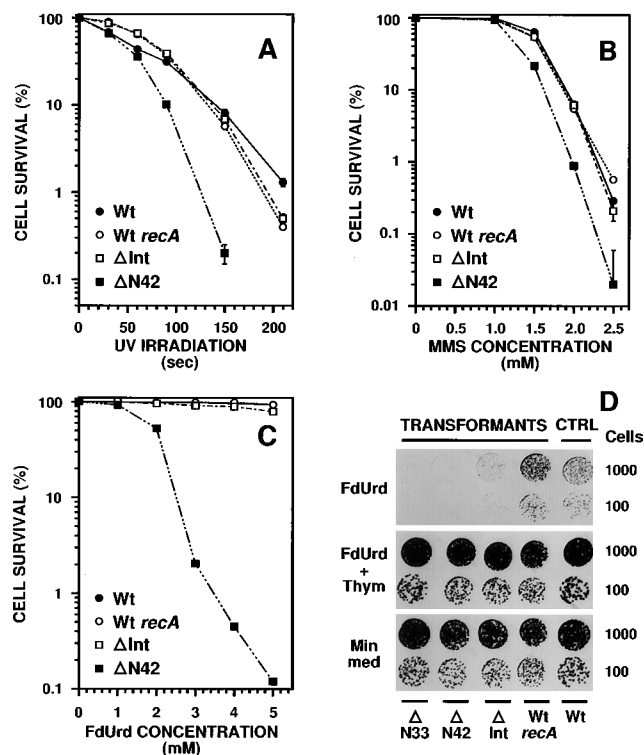 A
CELL SURVIVAL (%)
100
10
1
0.1
Wt
Wt recA
ΔInt
ΔN42
0 50 100 150 200
UV IRRADIATION
(sec)
B
CELL SURVIVAL (%)
100
10
1
0.1
0.01
Wt
Wt recA
ΔInt
ΔN42
0 0.5 1.0 1.5 2.0 2.5
MMS CONCENTRATION
(mM)
C
CELL SURVIVAL (%)
100
10
1
0.1
Wt
Wt recA
ΔInt
ΔN42
0 1 2 3 4 5
FdUrd CONCENTRATION
(mM)
D
TRANSFORMANTS CTRL
Cells
FdUrd
1000
100
FdUrd
+
Thym
1000
100
Min
med
1000
100
Δ Δ Δ Wt Wt
N33 N42 Int recA